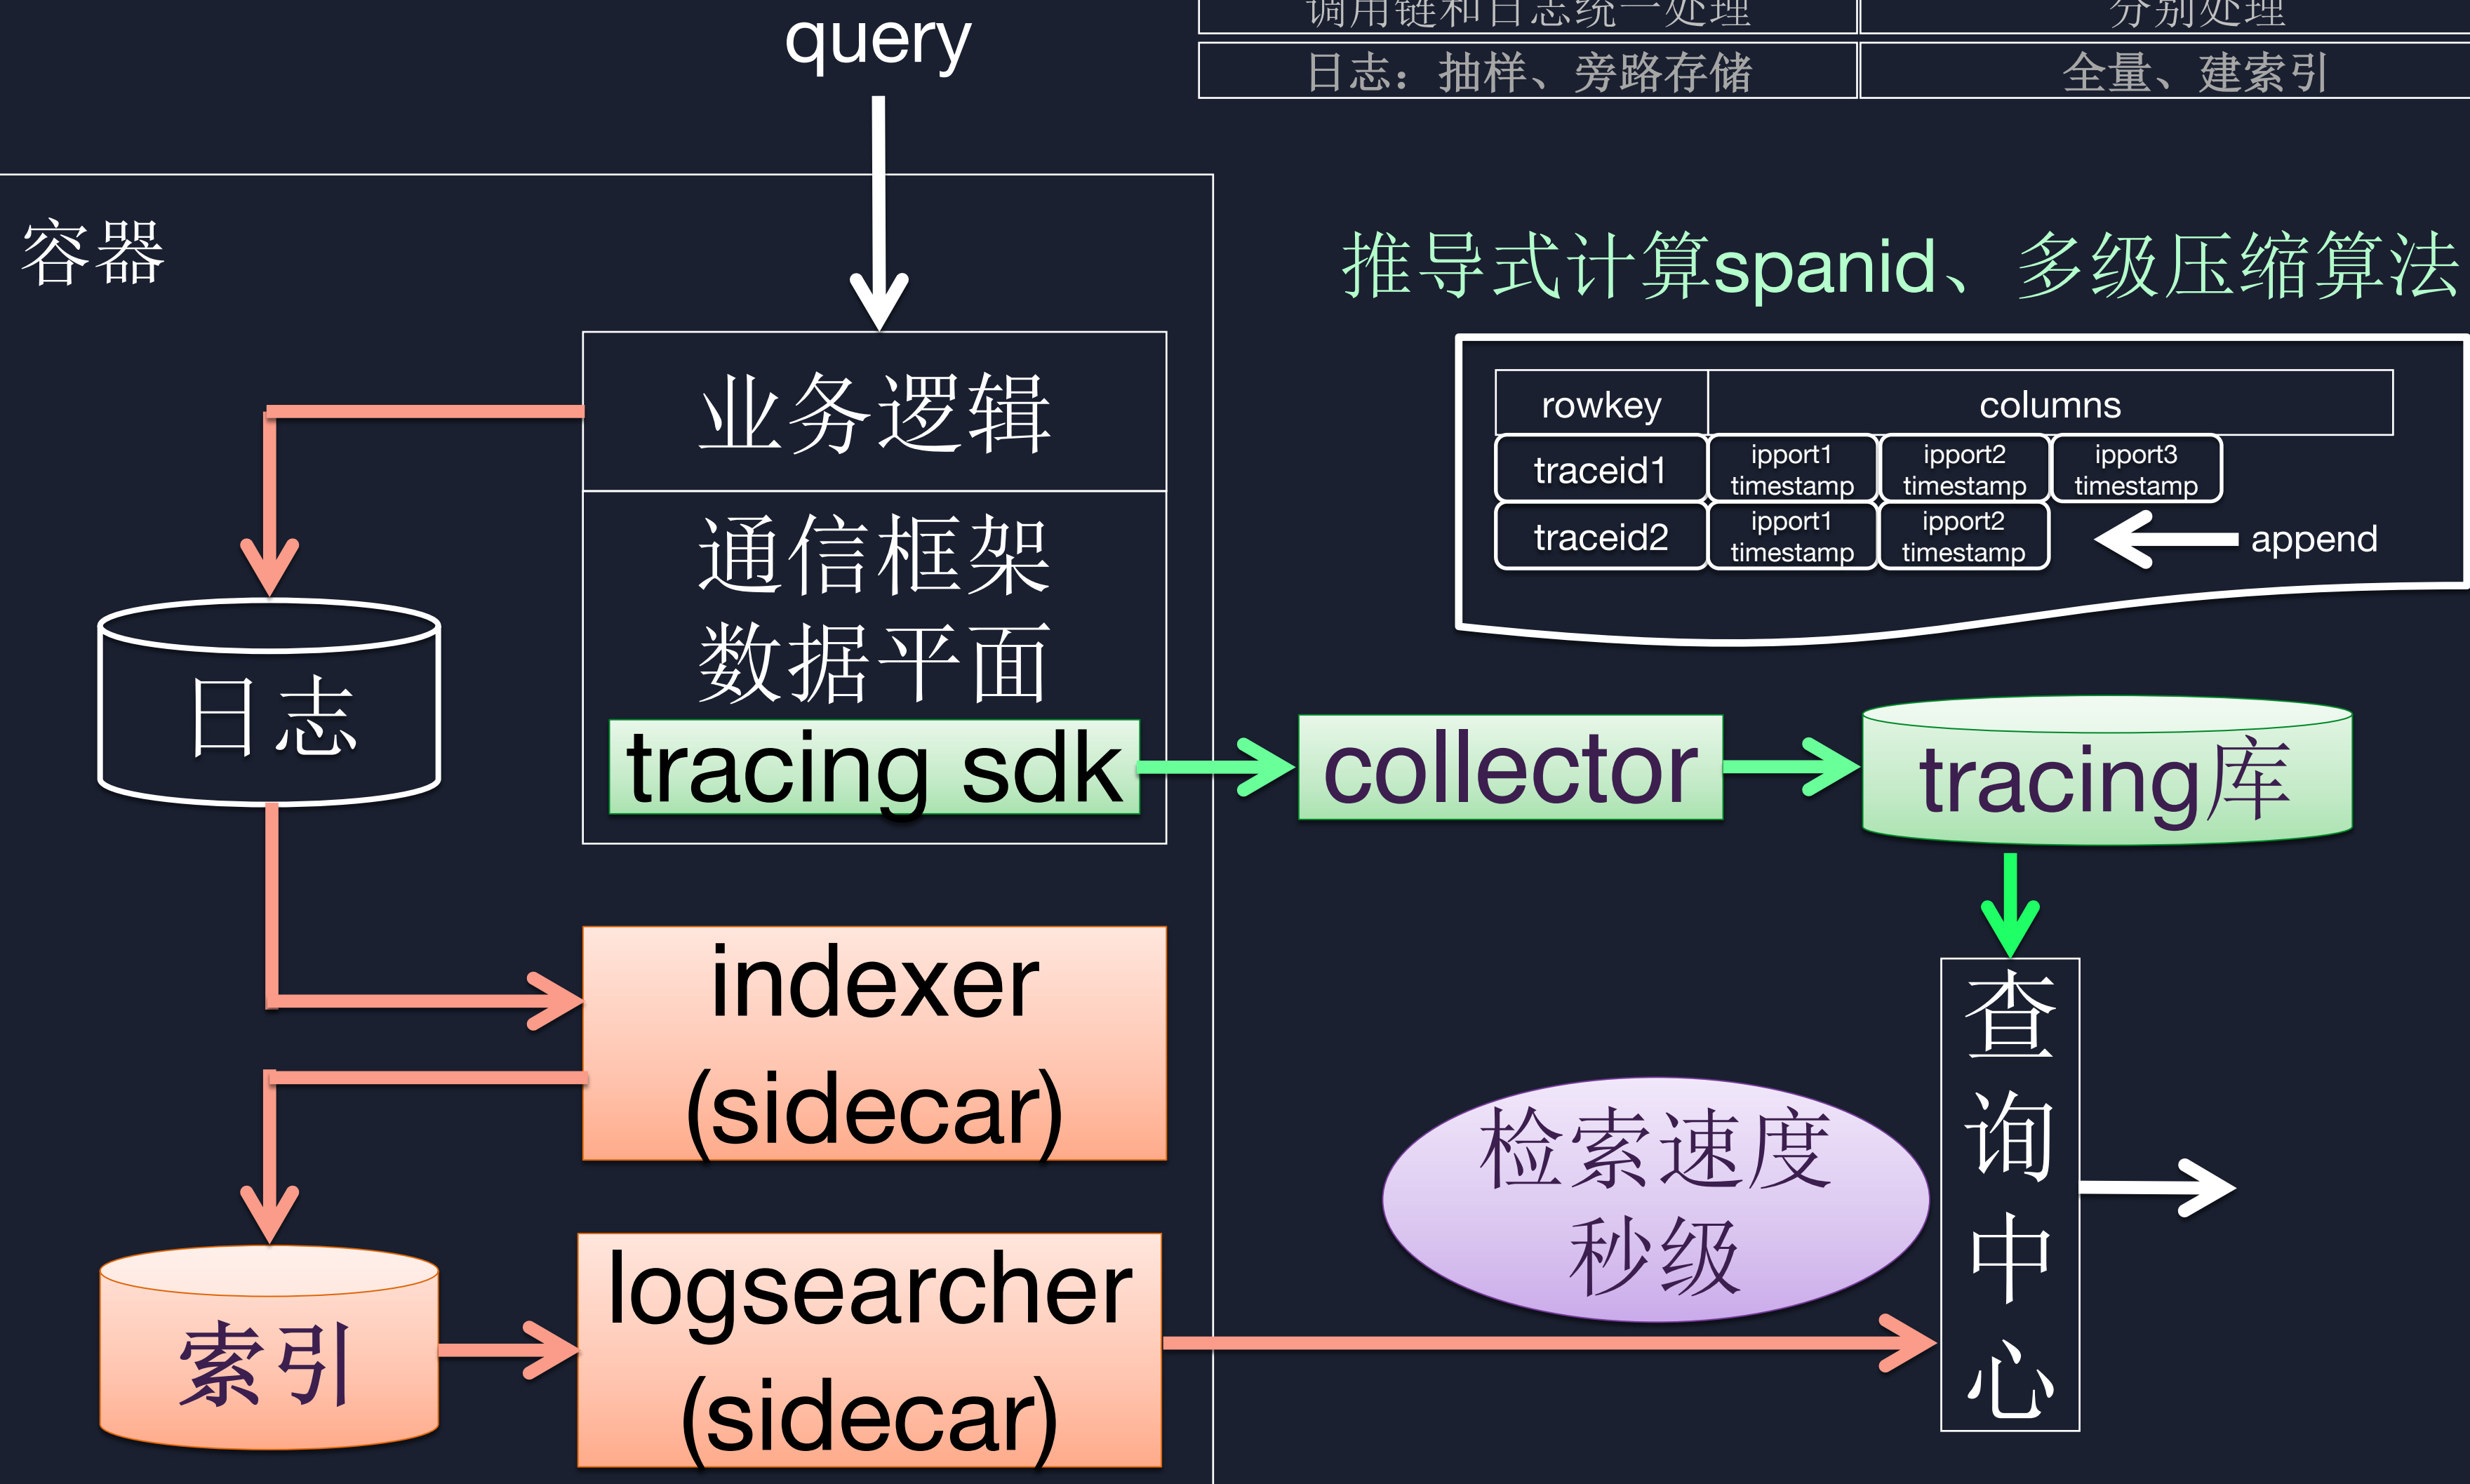 query
调用链和日志统一处理
分别处理
日志：抽样、旁路存储
全量、建索引
容器
推导式计算spanid、多级压缩算法
业务逻辑
通信框架
数据平面
tracing sdk
rowkey
columns
traceid1
ipport1
timestamp
ipport2
timestamp
ipport3
timestamp
traceid2
ipport1
timestamp
ipport2
timestamp
append
日志
collector
tracing库
indexer
(sidecar)
检索速度
秒级
查
询
中
心
索引
logsearcher
(sidecar)